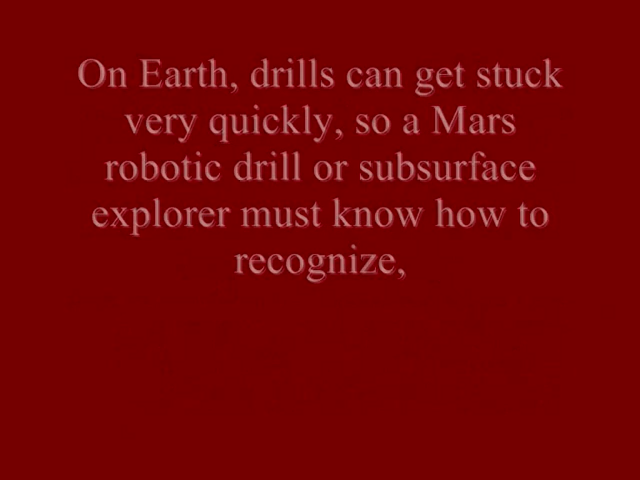 On Earth, drills can get stuck
very quickly, so a Mars
robotic drill or subsurface
explorer must know how to
recognize,